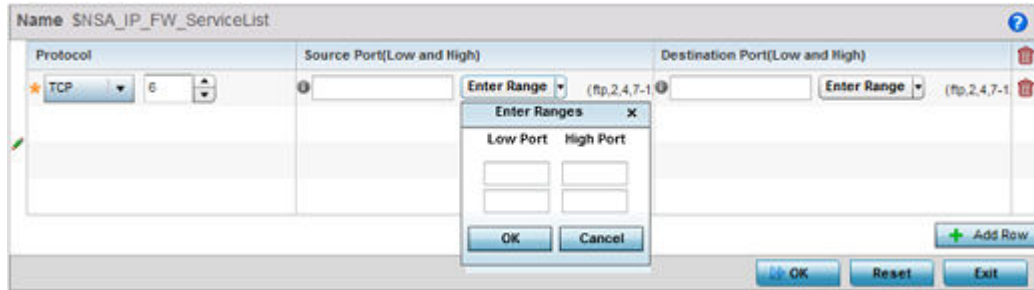 Name $NSA_IP_FW_ServiceList
?
Protocol Source Port(Low and High) Destination Port(Low and High)
* TCP 6 Enter Range (ftp,2,4,7-1 Enter Range (ftp,2,4,7-1
Enter Ranges x
Low Port High Port
OK Cancel
+ Add Row
OK Reset Exit